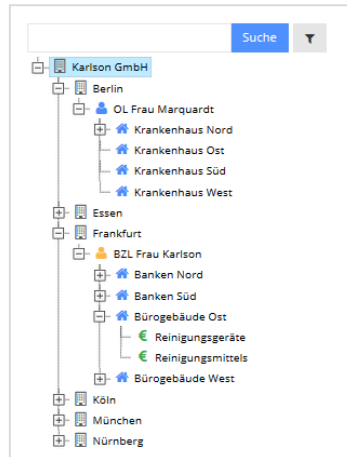 Suche
Karlson GmbH
Berlin
OL Frau Marquardt
Krankenhaus Nord
Krankenhaus Ost
Krankenhaus Süd
Krankenhaus West
Essen
Frankfurt
BZL Frau Karlson
Banken Nord
Banken Süd
Bürogebäude Ost
€ Reinigungsgeräte
€ Reinigungsmittels
Bürogebäude West
Köln
München
Nürnberg